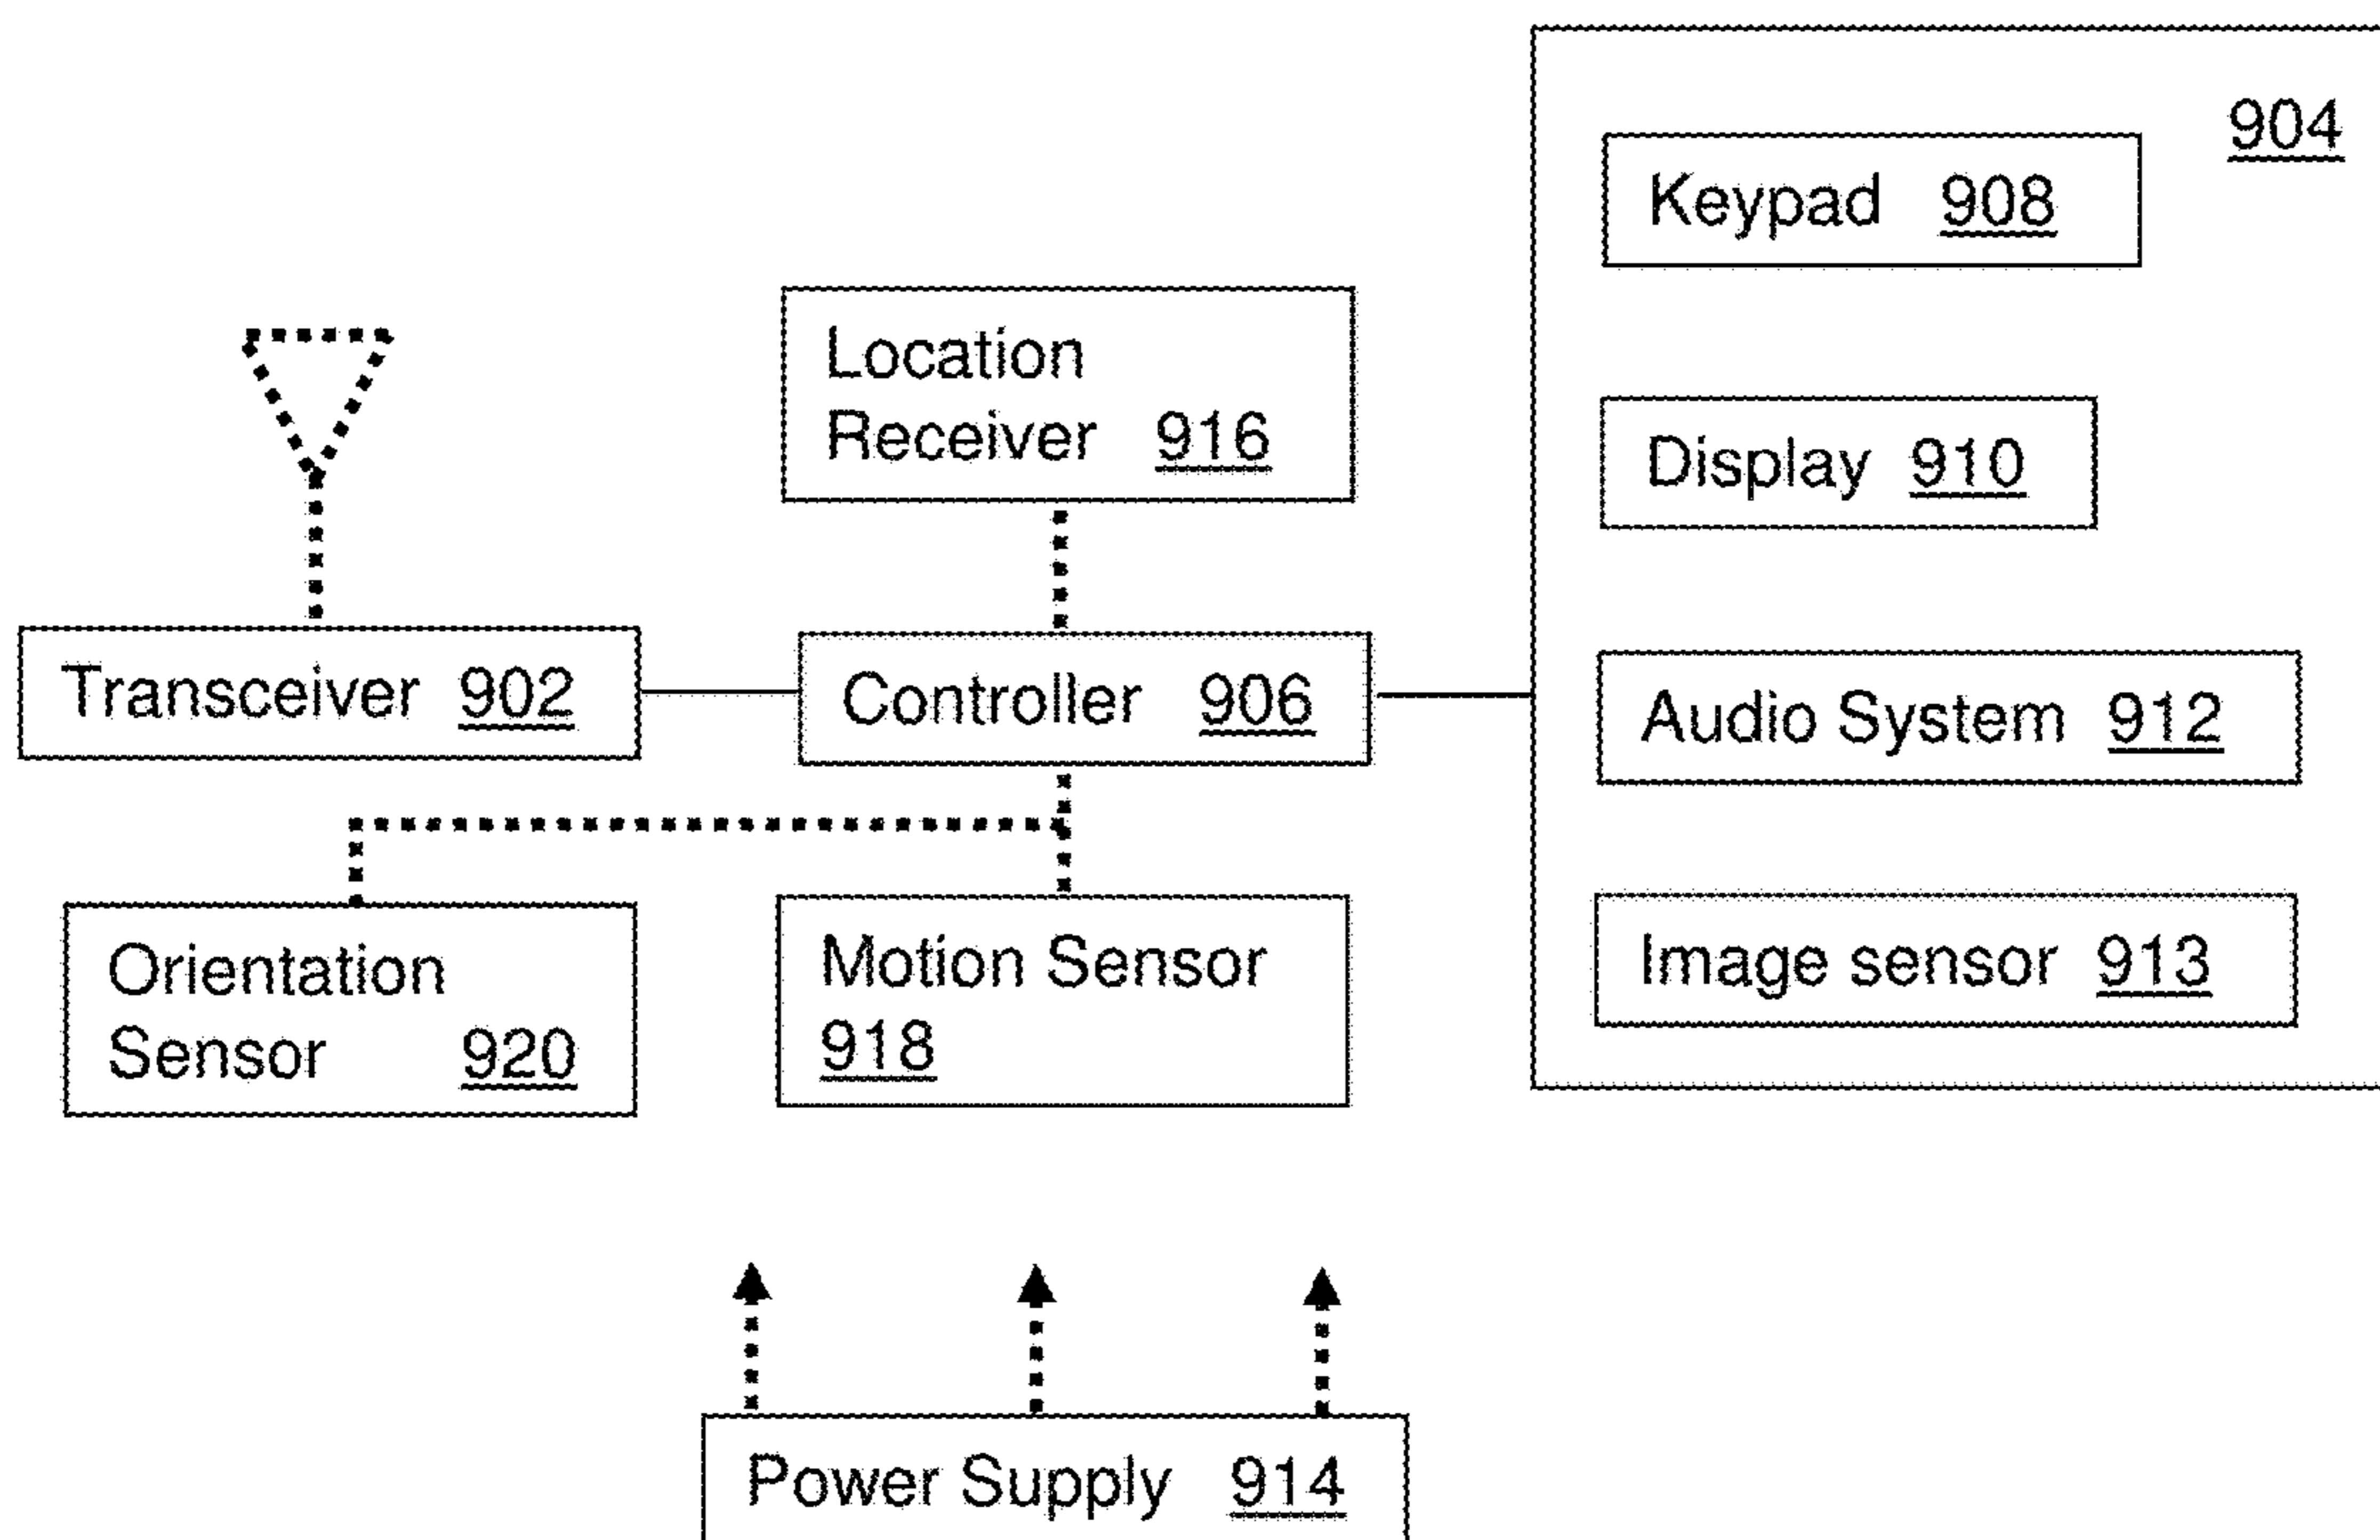 904
Keypad 908
Location
Receiver 916
Display 910
Transceiver 902
Controller 906
Audio System 912
Orientation
Sensor 920
Motion Sensor
918
Image sensor 913
Power Supply 914